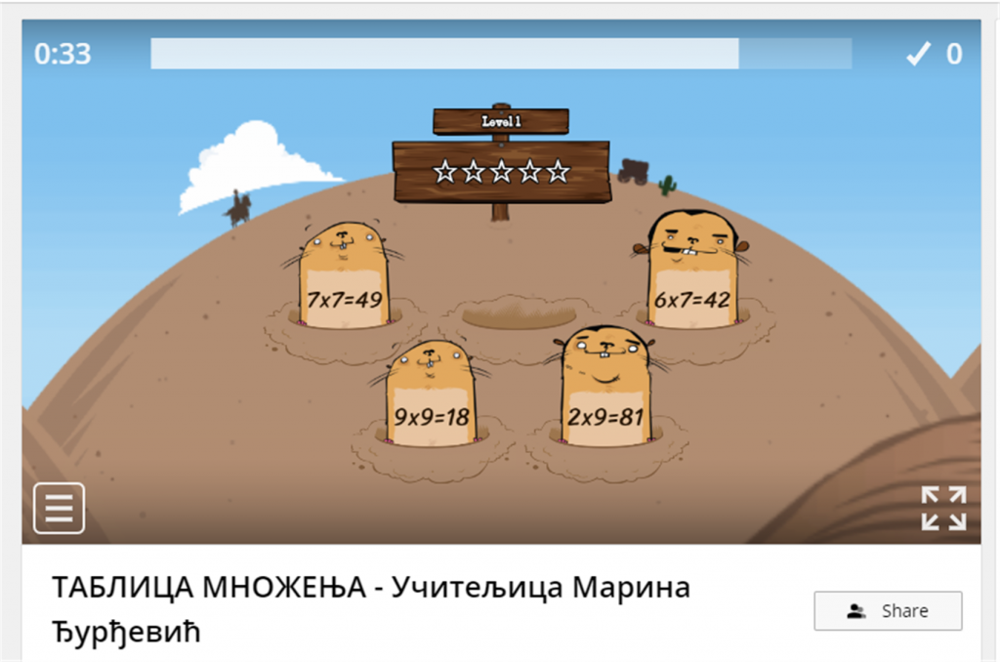 0:33
0
Level 1
7x7=49
6x7=42
9x9=18
2x9=81
ТАБЛИЦА МНОЖЕЊА - Учитељица Марина
Ђурђевић
Share